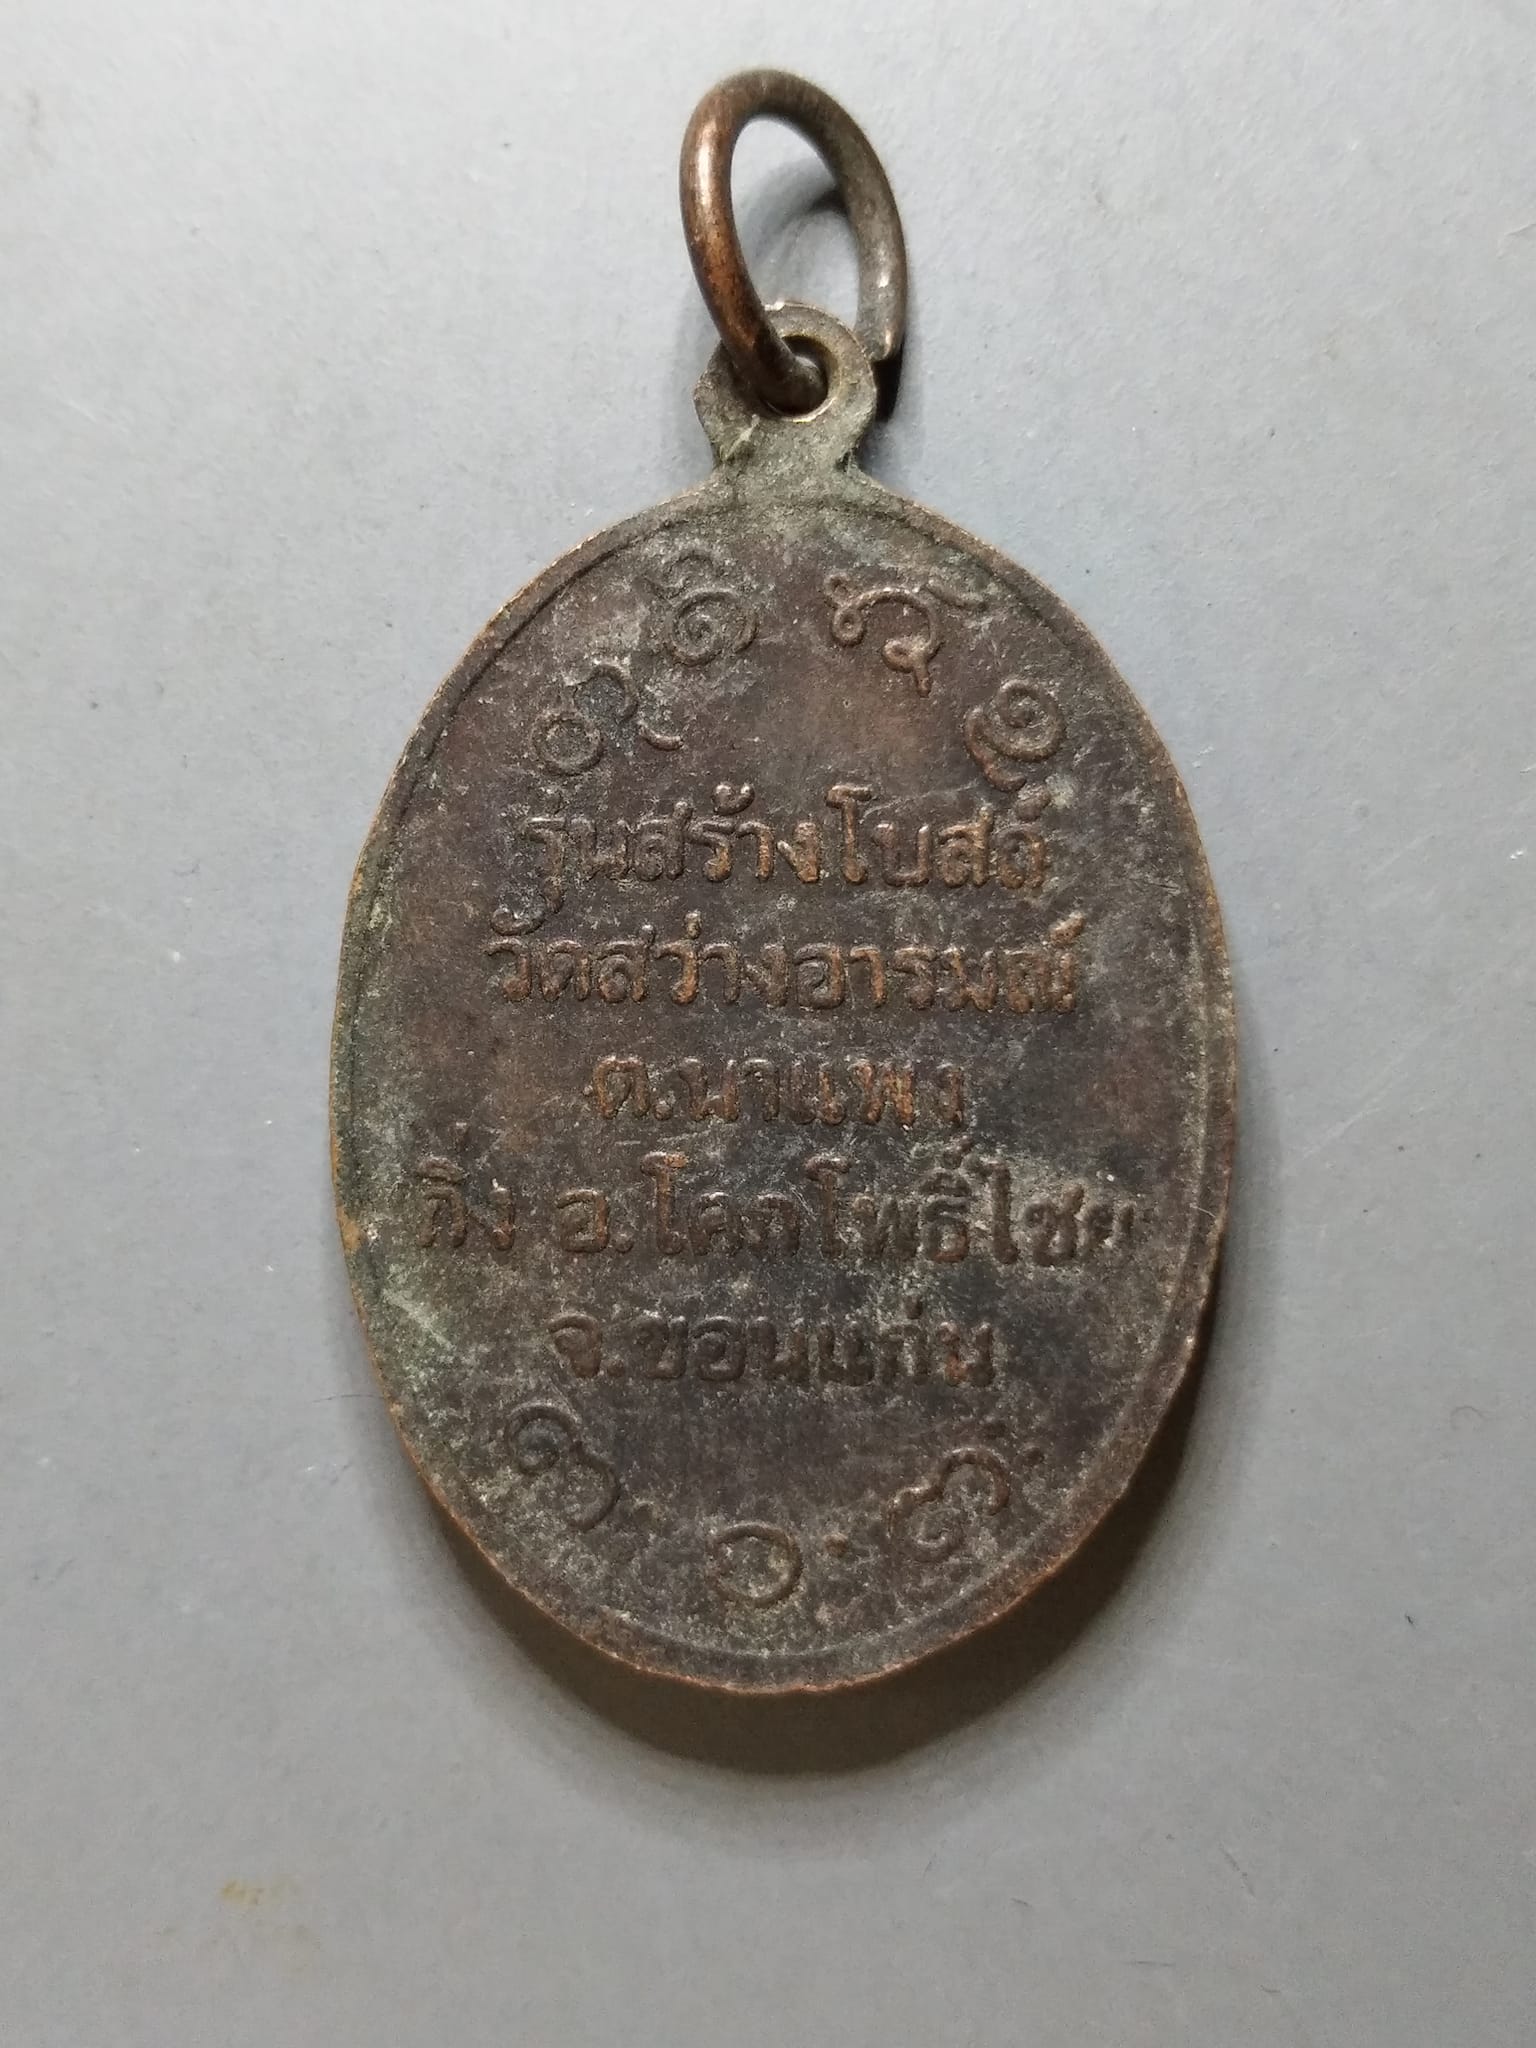 รุ่นสร้างโบสถ์
วัดสว่างอารมณ์
ต.นาแพง
กิ่ง อ.โคกโพธิ์ไชย
จ.ขอนแก่น